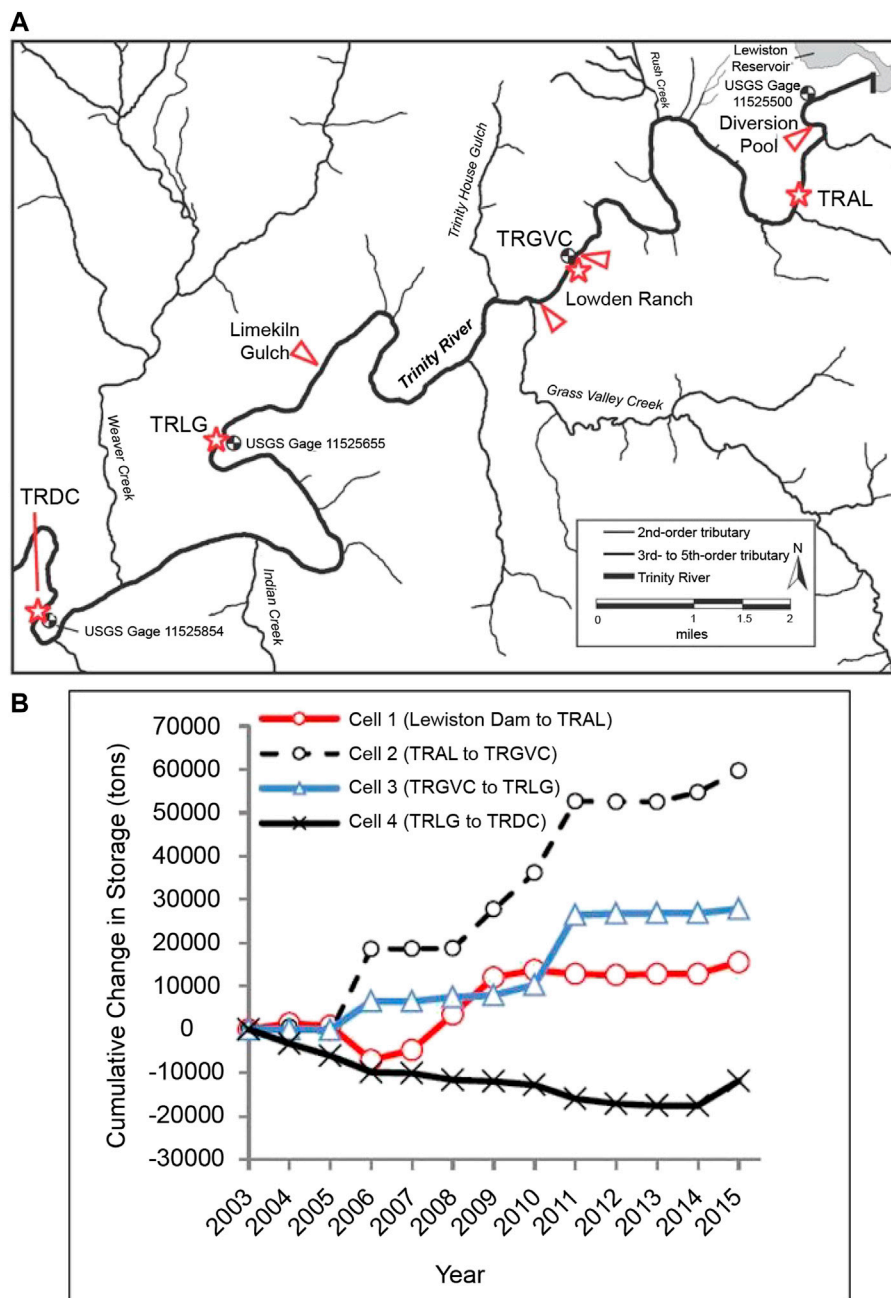 A
Lewiston
Reservoir
USGS Gage
11525500
Rush Creek
Diversion
Pool
TRAL
Trinity House Gulch
TRGVC
Lowden Ranch
Limekiln
Gulch
Trinity River
Grass Valley Creek
Weaver Creek
TRLG
USGS Gage 11525655
TRDC
Indian Creek
USGS Gage 11525854
2nd-order tributary
3rd- to 5th-order tributary
Trinity River
N
0 1 1.5 2
miles
B
Cumulative Change in Storage (tons)
70000
60000
50000
40000
30000
20000
10000
0
-10000
-20000
-30000
Cell 1 (Lewiston Dam to TRAL)
Cell 2 (TRAL to TRGVC)
Cell 3 (TRGVC to TRLG)
Cell 4 (TRLG to TRDC)
2003 2004 2005 2006 2007 2008 2009 2010 2011 2012 2013 2014 2015
Year